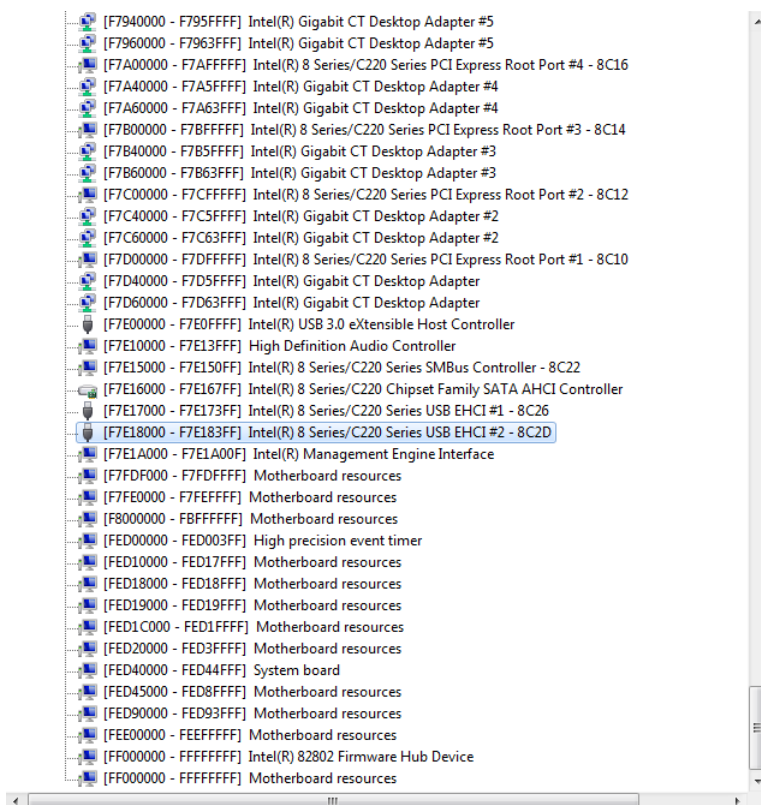 [F7940000 - F795FFFF] Intel(R) Gigabit CT Desktop Adapter #5
[F7960000 - F7963FFF] Intel(R) Gigabit CT Desktop Adapter #5
[F7A00000 - F7AFFFFF] Intel(R) 8 Series/C220 Series PCI Express Root Port #4 - 8C16
[F7A40000 - F7A5FFFF] Intel(R) Gigabit CT Desktop Adapter #4
[F7A60000 - F7A63FFF] Intel(R) Gigabit CT Desktop Adapter #4
[F7B00000 - F7BFFFFF] Intel(R) 8 Series/C220 Series PCI Express Root Port #3 - 8C14
[F7B40000 - F7B5FFFF] Intel(R) Gigabit CT Desktop Adapter #3
[F7B60000 - F7B63FFF] Intel(R) Gigabit CT Desktop Adapter #3
[F7C00000 - F7CFFFFF] Intel(R) 8 Series/C220 Series PCI Express Root Port #2 - 8C12
[F7C40000 - F7C5FFFF] Intel(R) Gigabit CT Desktop Adapter #2
[F7C60000 - F7C63FFF] Intel(R) Gigabit CT Desktop Adapter #2
[F7D00000 - F7DFFFFF] Intel(R) 8 Series/C220 Series PCI Express Root Port #1 - 8C10
[F7D40000 - F7D5FFFF] Intel(R) Gigabit CT Desktop Adapter
[F7D60000 - F7D63FFF] Intel(R) Gigabit CT Desktop Adapter
[F7E00000 - F7E0FFFF] Intel(R) USB 3.0 eXtensible Host Controller
[F7E10000 - F7E13FFF] High Definition Audio Controller
[F7E15000 - F7E150FF] Intel(R) 8 Series/C220 Series SMBus Controller - 8C22
[F7E16000 - F7E167FF] Intel(R) 8 Series/C220 Chipset Family SATA AHCI Controller
[F7E17000 - F7E173FF] Intel(R) 8 Series/C220 Series USB EHCI #1 - 8C26
[F7E18000 - F7E183FF] Intel(R) 8 Series/C220 Series USB EHCI #2 - 8C2D
[F7E1A000 - F7E1A00F] Intel(R) Management Engine Interface
[F7FDF000 - F7FDFFFF] Motherboard resources
[F7FE0000 - F7FEFFFF] Motherboard resources
[F8000000 - FBFFFFFF] Motherboard resources
[FED00000 - FED003FF] High precision event timer
[FED10000 - FED17FFF] Motherboard resources
[FED18000 - FED18FFF] Motherboard resources
[FED19000 - FED19FFF] Motherboard resources
[FED1C000 - FED1FFFF] Motherboard resources
[FED20000 - FED3FFFF] Motherboard resources
[FED40000 - FED44FFF] System board
[FED45000 - FED8FFFF] Motherboard resources
[FED90000 - FED93FFF] Motherboard resources
[FEE00000 - FEEFFFFF] Motherboard resources
[FF000000 - FFFFFFFF] Intel(R) 82802 Firmware Hub Device
[FF000000 - FFFFFFFF] Motherboard resources